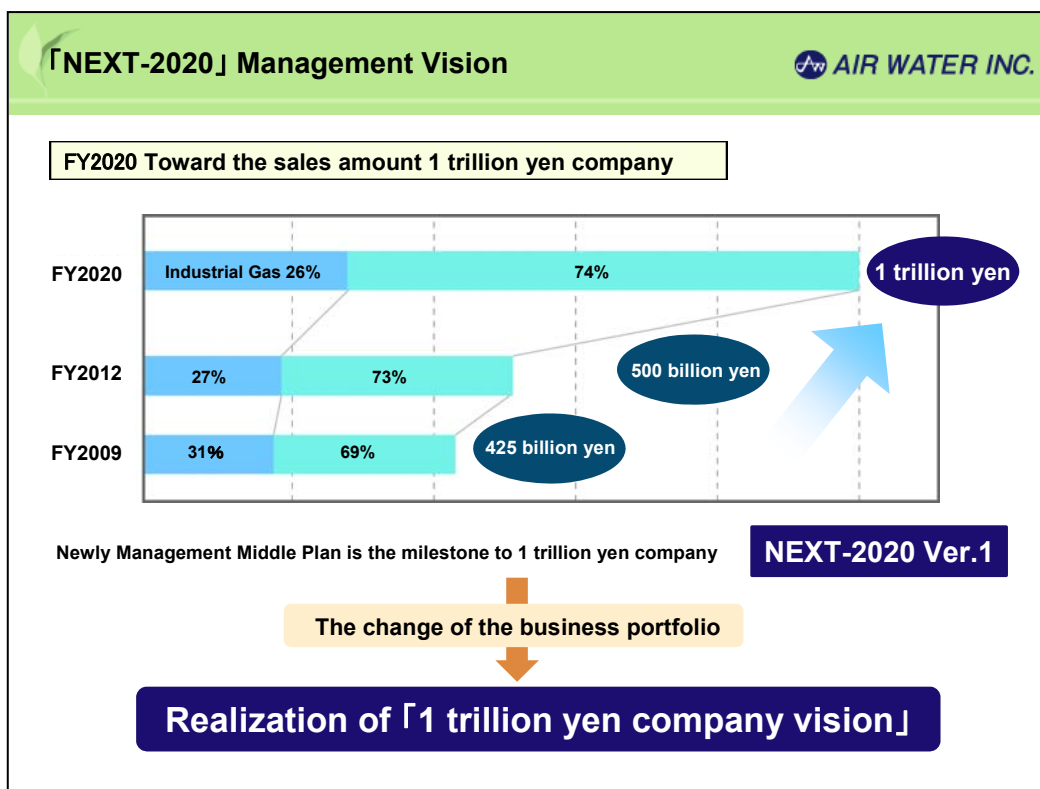 ｢NEXT-2020｣ Management Vision
AIR WATER INC.
FY2020 Toward the sales amount 1 trillion yen company
FY2020
Industrial Gas 26%
74%
1 trillion yen
FY2012
27%
73%
500 billion yen
FY2009
31%
69%
425 billion yen
Newly Management Middle Plan is the milestone to 1 trillion yen company
NEXT-2020 Ver.1
The change of the business portfolio
Realization of ｢1 trillion yen company vision｣